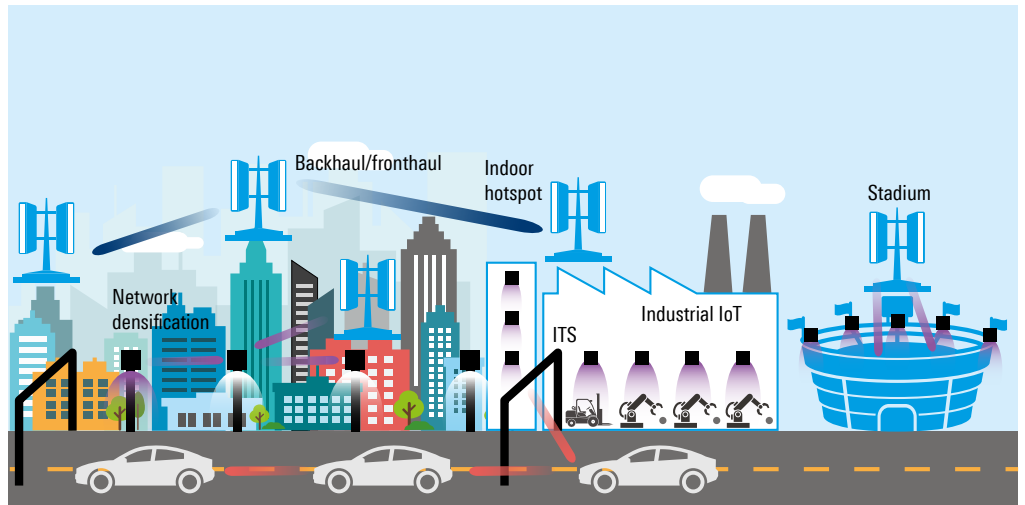 Backhaul/fronthaul
Indoor
hotspot
Stadium
Network
densification
Industrial IoT
ITS